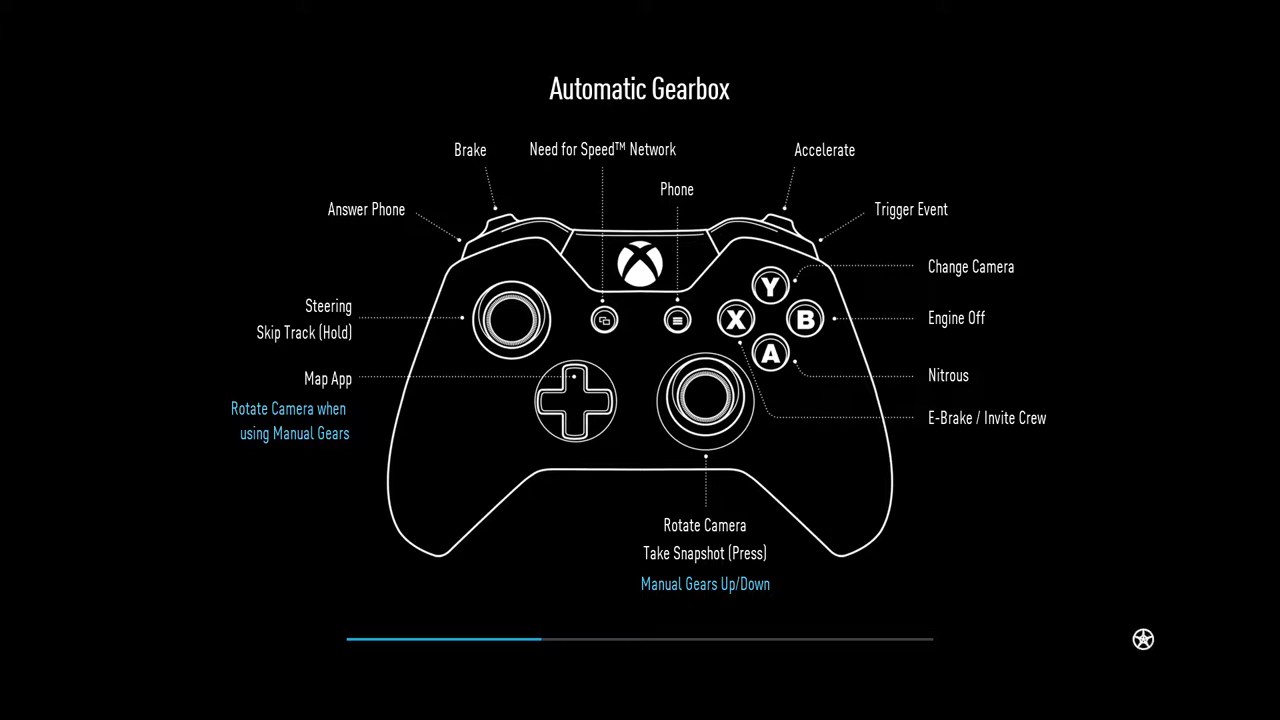 Automatic Gearbox
Brake
Need for Speed™ Network
Accelerate
Phone
Answer Phone
Trigger Event
Change Camera
Y
Steering
Skip Track (Hold)
X
B
Engine Off
A
Map App
Nitrous
Rotate Camera when
using Manual Gears
E-Brake / Invite Crew
Rotate Camera
Take Snapshot (Press)
Manual Gears Up/Down